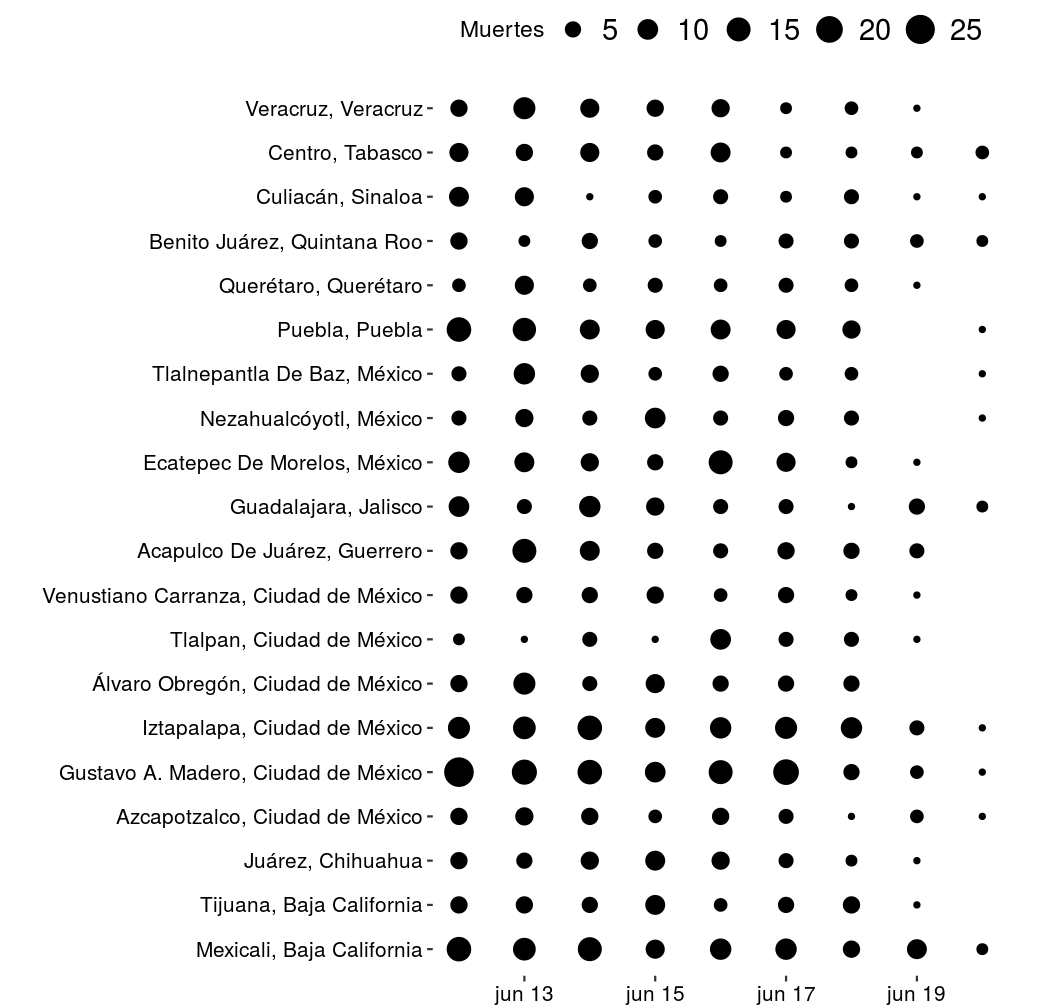 Muertes 5 10 15 20 25
Veracruz, Veracruz
Centro, Tabasco
Culiacán, Sinaloa
Benito Juárez, Quintana Roo
Querétaro, Querétaro
Puebla, Puebla
Tlalnepantla De Baz, México
Nezahualcóyotl, México
Ecatepec De Morelos, México
Guadalajara, Jalisco
Acapulco De Juárez, Guerrero
Venustiano Carranza, Ciudad de México
Tlalpan, Ciudad de México
Álvaro Obregón, Ciudad de México
Iztapalapa, Ciudad de México
Gustavo A. Madero, Ciudad de México
Azcapotzalco, Ciudad de México
Juárez, Chihuahua
Tijuana, Baja California
Mexicali, Baja California
jun 13 jun 15 jun 17 jun 19